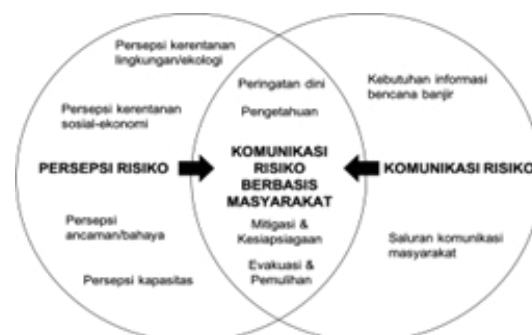 Persepsi kerentanan
lingkungan/ekologi
Persepsi kerentanan
sosial-ekonomi
PERSEPSI RISIKO
Persepsi
ancaman/bahaya
Persepsi kapasitas
Peringatan dini
Pengetahuan
KOMUNIKASI
RISIKO
BERBASIS
MASYARAKAT
Mitigasi &
Kesiapsiagaan
Evakuasi &
Pemulihan
Kebutuhan informasi
bencana banjir
KOMUNIKASI RISIKO
Saluran komunikasi
masyarakat